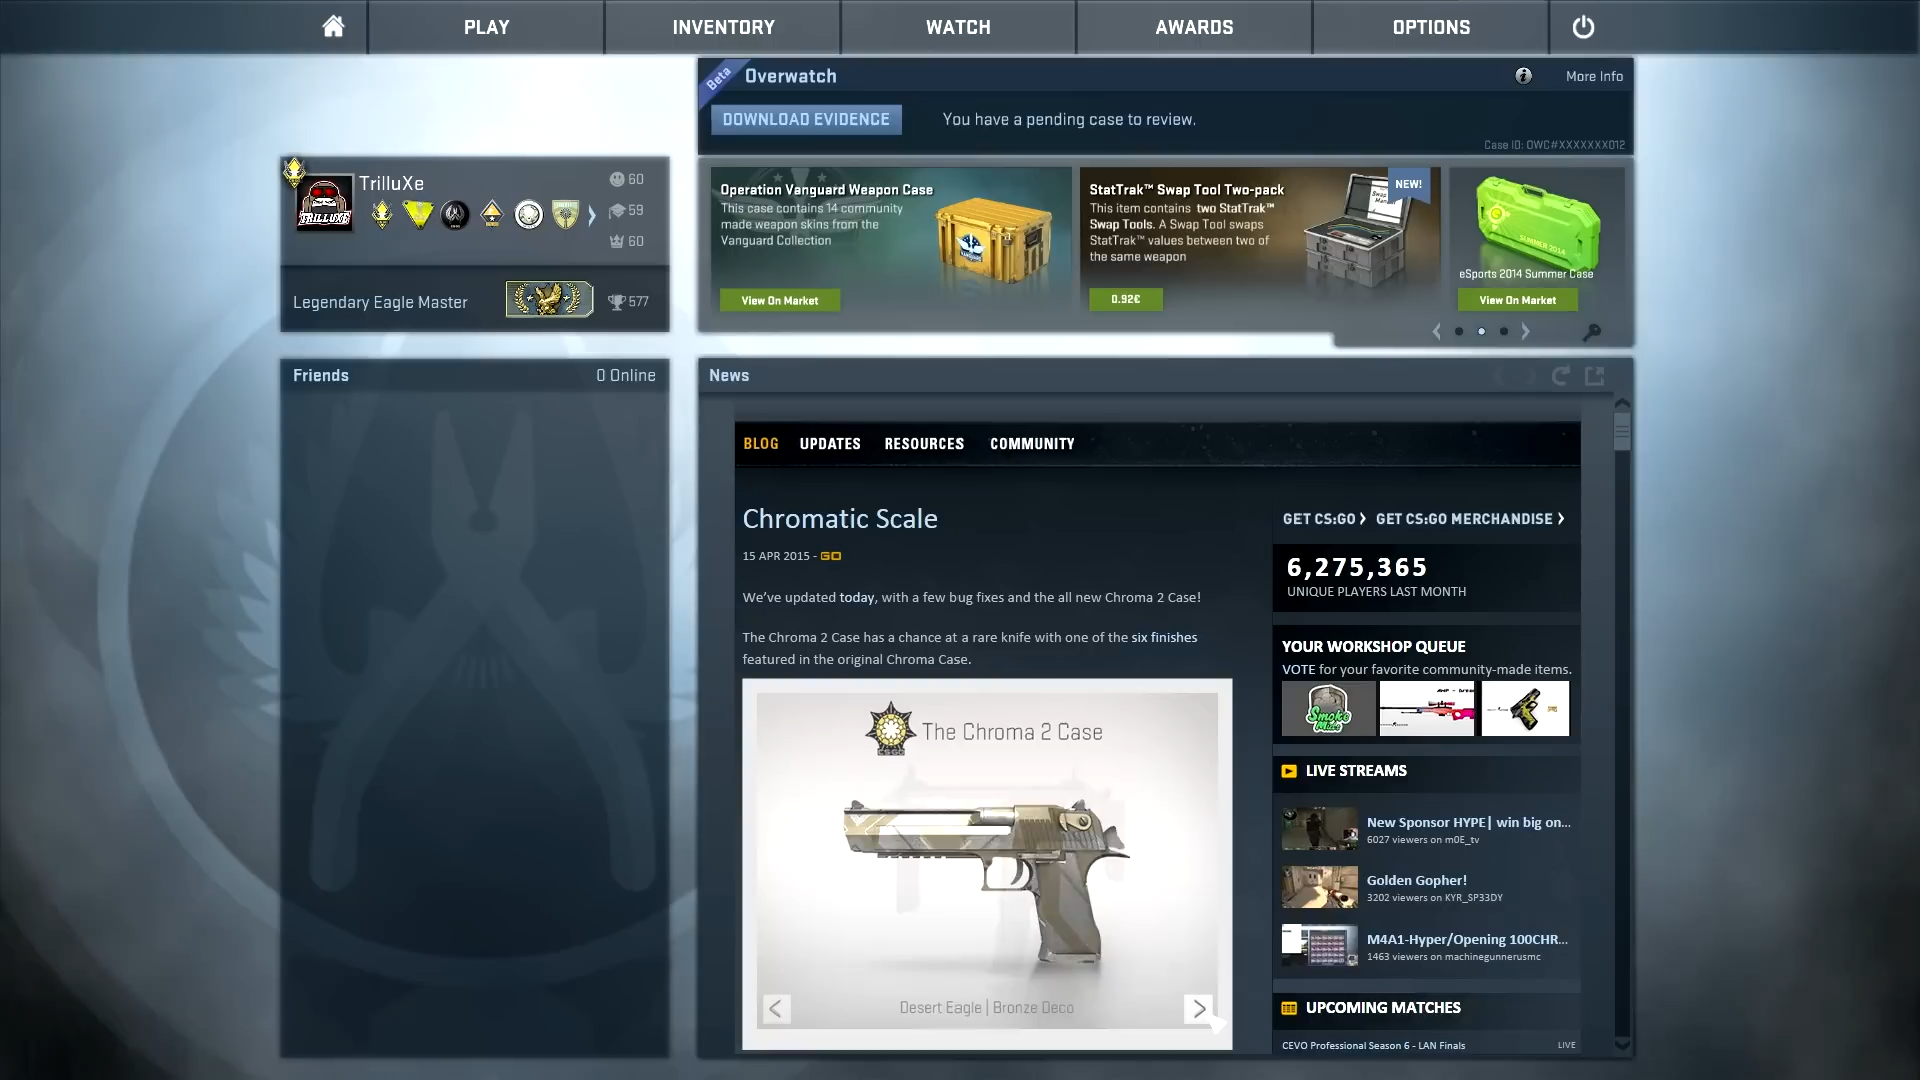 PLAY
INVENTORY
WATCH
AWARDS
OPTIONS
Beta
Overwatch
More Info
DOWNLOAD EVIDENCE
You have a pending case to review.
Case ID: OWC#XXXXXXX012
TrilluXe
TRILLUXE
60
59
60
Legendary Eagle Master
577
Operation Vanguard Weapon Case
This case contains 14 community
made weapon skins from the
Vanguard Collection
View On Market
StatTrak™ Swap Tool Two-pack
This item contains two StatTrak™
Swap Tools. A Swap Tool swaps
StatTrak™ values between two of
the same weapon
NEW!
0.92€
SUMMER 2014
eSports 2014 Summer Case
View On Market
Friends
0 Online
News
BLOG
UPDATES
RESOURCES
COMMUNITY
Chromatic Scale
15 APR 2015 - GO
We've updated today, with a few bug fixes and the all new Chroma 2 Case!
The Chroma 2 Case has a chance at a rare knife with one of the six finishes
featured in the original Chroma Case.
CS:GO
The Chroma 2 Case
Desert Eagle | Bronze Deco
GET CS:GO
GET CS:GO MERCHANDISE
6,275,365
UNIQUE PLAYERS LAST MONTH
YOUR WORKSHOP QUEUE
VOTE for your favorite community-made items.
LIVE STREAMS
New Sponsor HYPE| win big on...
6027 viewers on m0E_tv
Golden Gopher!
3202 viewers on KYR_SP33DY
M4A1-Hyper/Opening 100CHR...
1463 viewers on machinegunnerusmc
UPCOMING MATCHES
CEVO Professional Season 6 - LAN Finals
LIVE